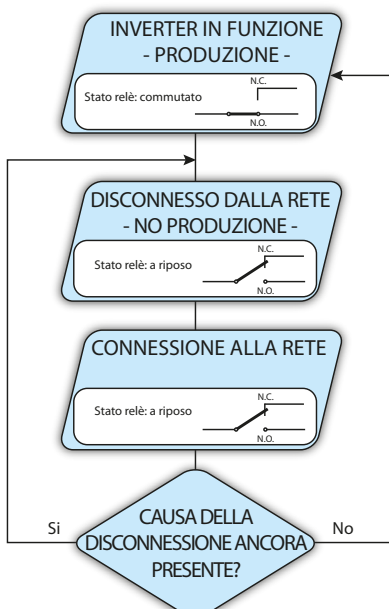 INVERTER IN FUNZIONE
- PRODUZIONE -
N.C.
Stato relè: commutato
N.O.
DISCONNESSO DALLA RETE
- NO PRODUZIONE -
N.C.
Stato relè: a riposo
N.O.
CONNESSIONE ALLA RETE
N.C.
Stato relè: a riposo
N.O.
Si
CAUSA DELLA
DISCONNESSIONE ANCORA
PRESENTE?
No